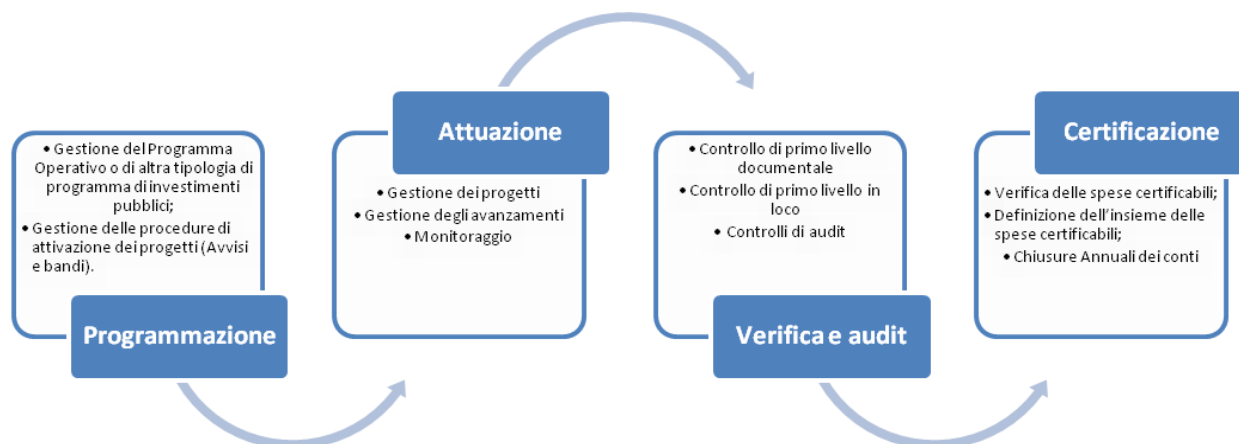 • Gestione del Programma
Operativo o di altra tipologia di
programma di investimenti
pubblici;
• Gestione delle procedure di
attivazione dei progetti (Avvisi
e bandi).
Programmazione
Attuazione
• Gestione dei progetti
• Gestione degli avanzamenti
• Monitoraggio
• Controllo di primo livello
documentale
• Controllo di primo livello in
loco
• Controlli di audit
Verifica e audit
Certificazione
• Verifica delle spese certificabili;
• Definizione dell'insieme delle
spese certificabili;
• Chiusure Annuali dei conti